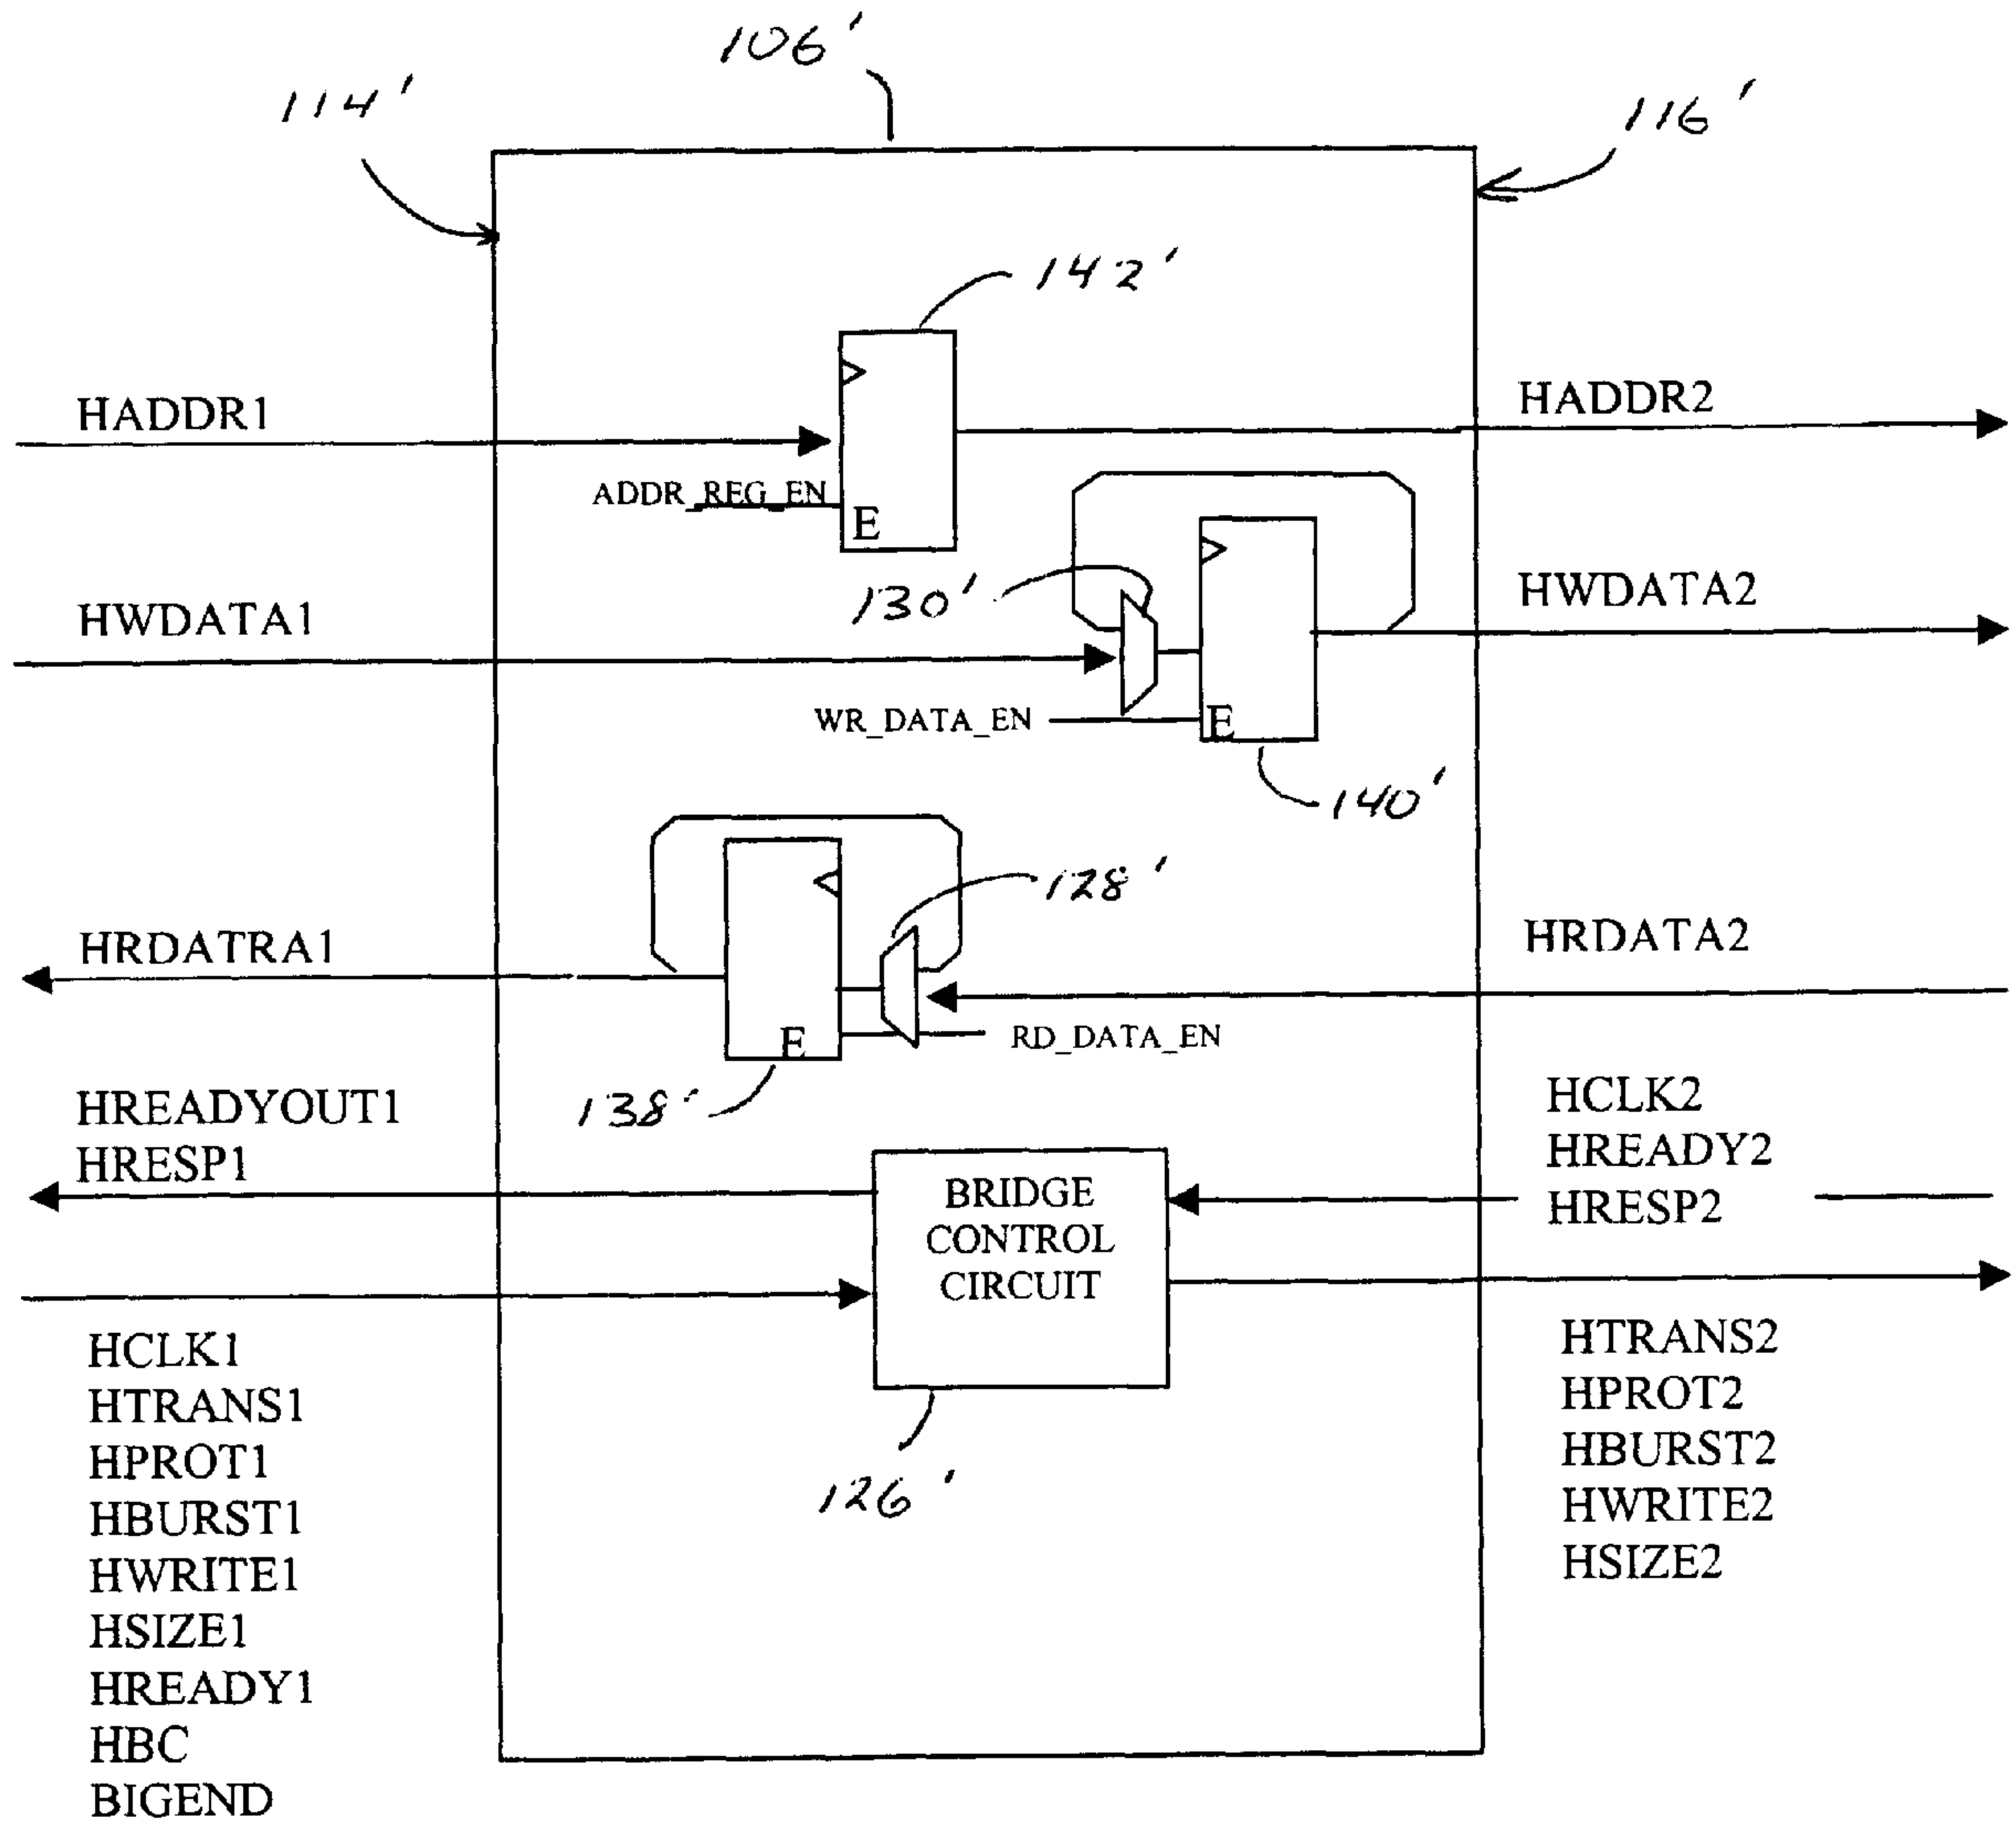 106'
114'
116'
142'
HADDR1
HADDR2
ADDR_REG_EN
E
130'
HWDATA1
HWDATA2
WR_DATA_EN
E
140'
128'
HRDATRA1
HRDATA2
E
RD_DATA_EN
138'
HREADYOUT1
HRESP1
HCLK2
HREADY2
HRESP2
BRIDGE
CONTROL
CIRCUIT
126'
HCLK1
HTRANS1
HPROT1
HBURST1
HWRITE1
HSIZE1
HREADY1
HBC
BIGEND
HTRANS2
HPROT2
HBURST2
HWRITE2
HSIZE2